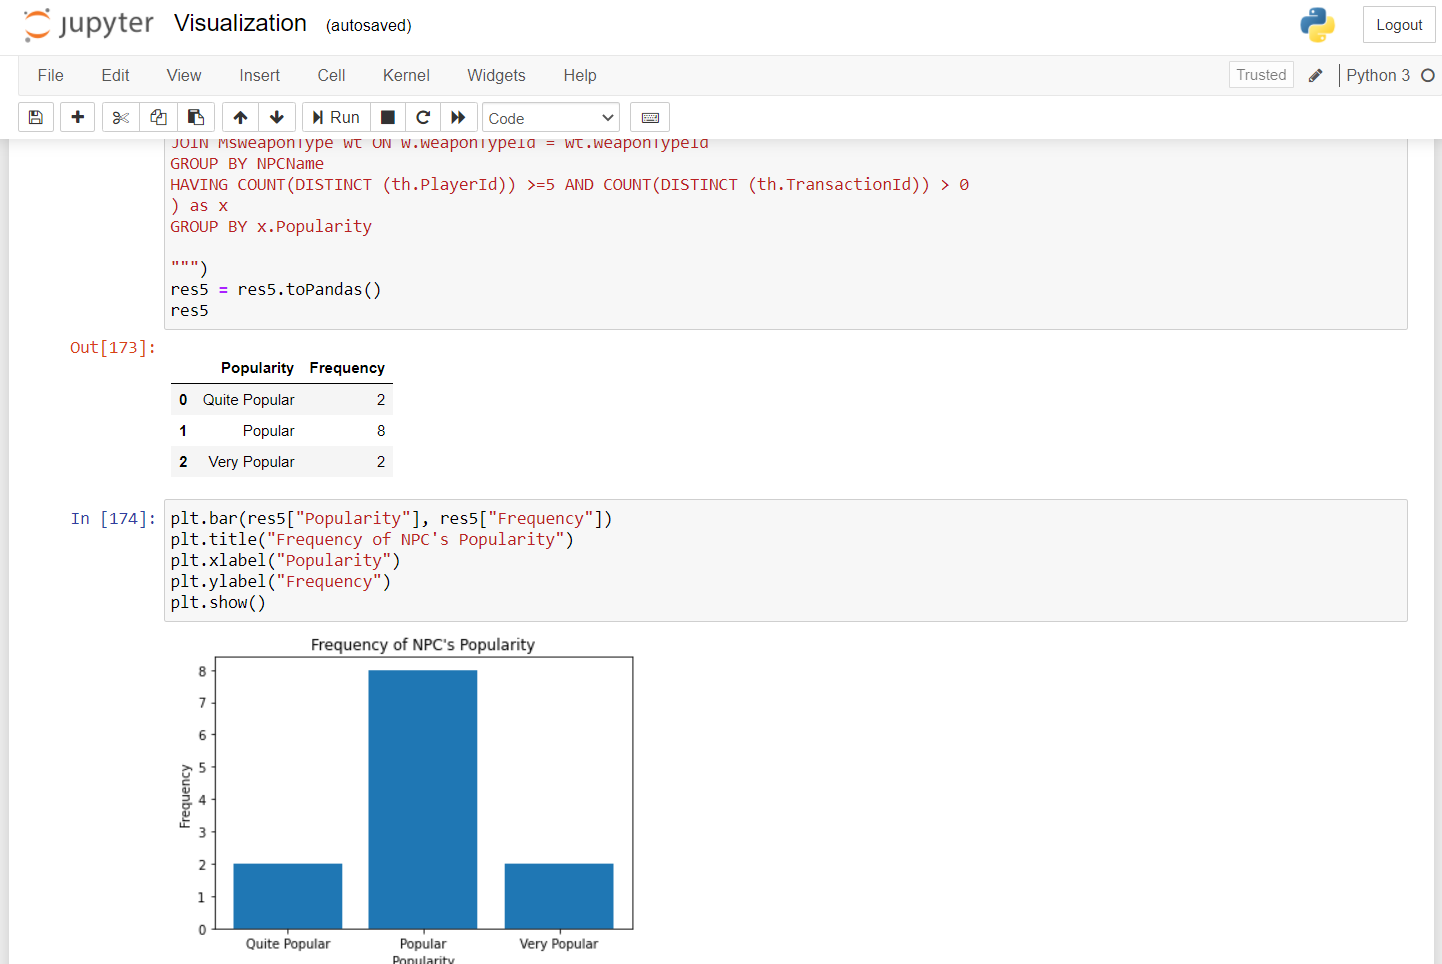 jupyter Visualization (autosaved)
Logout
File Edit View Insert Cell Kernel Widgets Help
Trusted Python 3
Run Code
JOIN MsWeaponType wt ON w.WeaponTypeId = wt.WeaponTypeId
GROUP BY NPCName
HAVING COUNT(DISTINCT (th.PlayerId)) >=5 AND COUNT(DISTINCT (th.TransactionId)) > 0
) as x
GROUP BY x.Popularity
""")
res5 = res5.toPandas()
res5
Out[173]:
Popularity Frequency
0 Quite Popular 2
1 Popular 8
2 Very Popular 2
In [174]: plt.bar(res5["Popularity"], res5["Frequency"])
plt.title("Frequency of NPC's Popularity")
plt.xlabel("Popularity")
plt.ylabel("Frequency")
plt.show()
Frequency of NPC's Popularity
8
7
6
5
4
3
2
1
0
Frequency
Quite Popular Popular Very Popular
Popularity